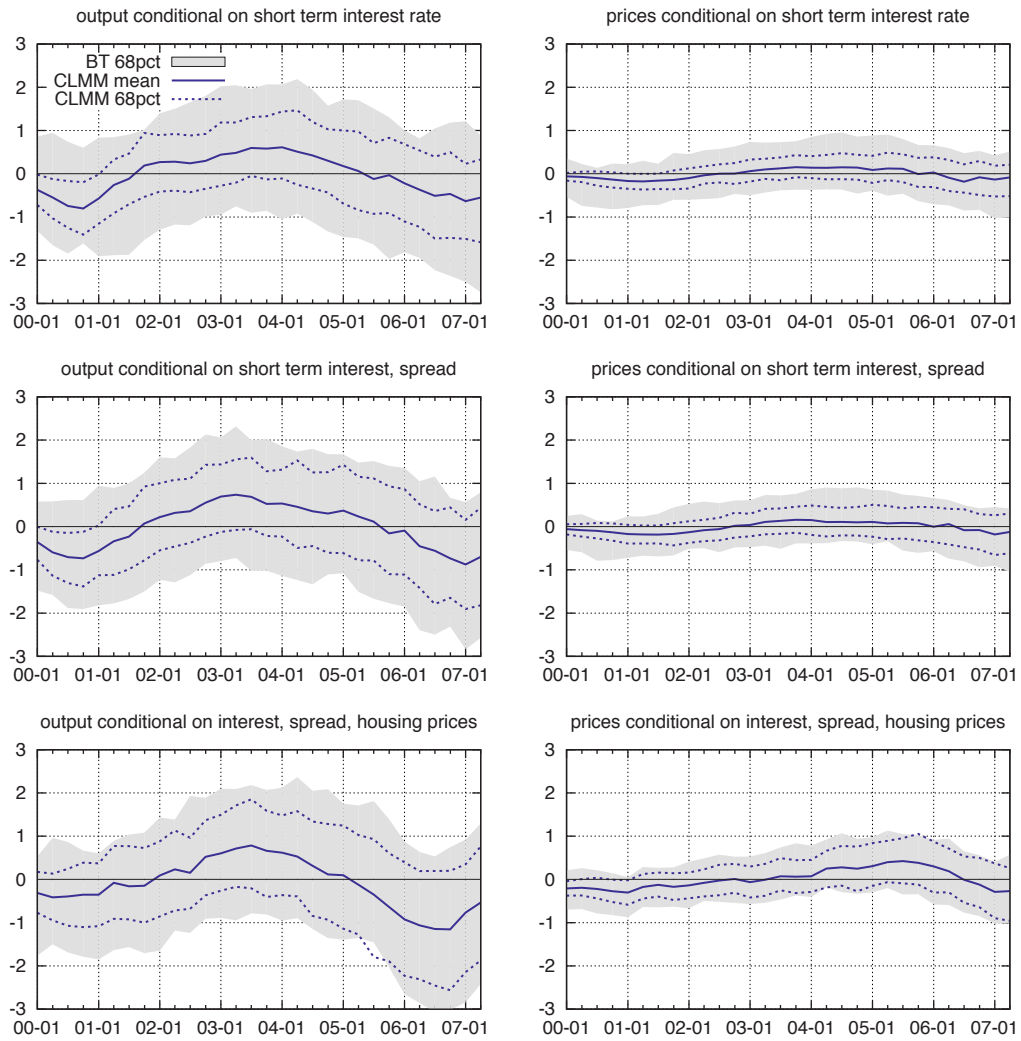 output conditional on short term interest rate
3
2
1
0
-1
-2
-3
BT 68pct
CLMM mean
CLMM 68pct
00-01 01-01 02-01 03-01 04-01 05-01 06-01 07-01
prices conditional on short term interest rate
3
2
1
0
-1
-2
-3
00-01 01-01 02-01 03-01 04-01 05-01 06-01 07-01
output conditional on short term interest, spread
3
2
1
0
-1
-2
-3
00-01 01-01 02-01 03-01 04-01 05-01 06-01 07-01
prices conditional on short term interest, spread
3
2
1
0
-1
-2
-3
00-01 01-01 02-01 03-01 04-01 05-01 06-01 07-01
output conditional on interest, spread, housing prices
3
2
1
0
-1
-2
-3
00-01 01-01 02-01 03-01 04-01 05-01 06-01 07-01
prices conditional on interest, spread, housing prices
3
2
1
0
-1
-2
-3
00-01 01-01 02-01 03-01 04-01 05-01 06-01 07-01